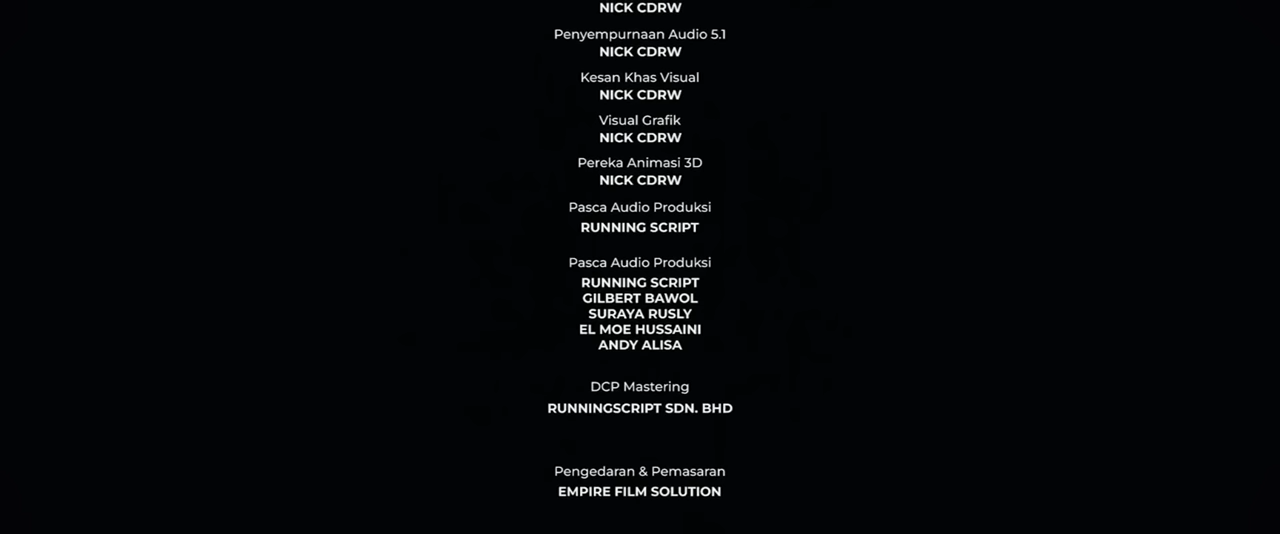 NICK CDRW
Penyempurnaan Audio 5.1
NICK CDRW
Kesan Khas Visual
NICK CDRW
Visual Grafik
NICK CDRW
Pereka Animasi 3D
NICK CDRW
Pasca Audio Produksi
RUNNING SCRIPT
Pasca Audio Produksi
RUNNING SCRIPT
GILBERT BAWOL
SURAYA RUSLY
EL MOE HUSSAINI
ANDY ALISA
DCP Mastering
RUNNINGSCRIPT SDN. BHD
Pengedaran & Pemasaran
EMPIRE FILM SOLUTION